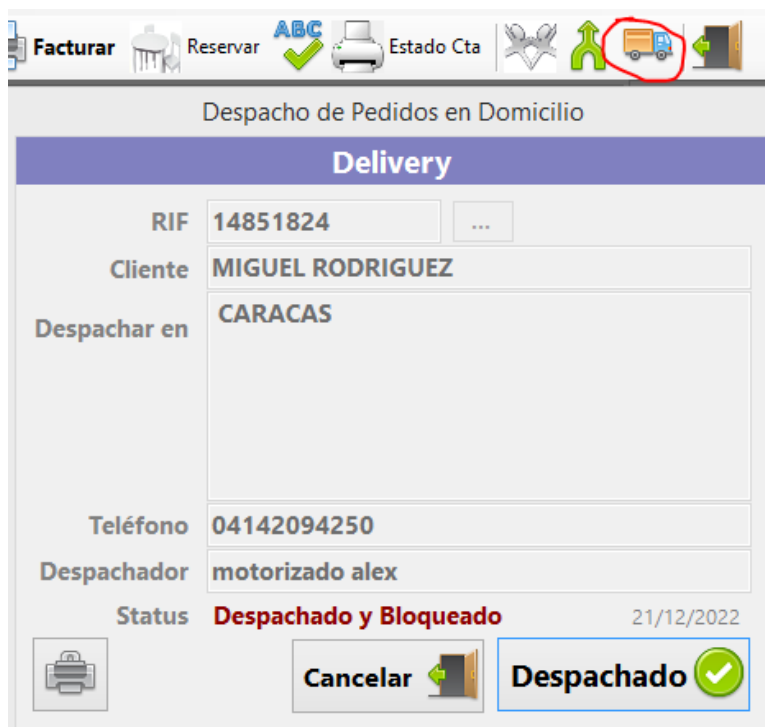 Facturar Reservar ABC Estado Cta
Despacho de Pedidos en Domicilio
Delivery
RIF 14851824 ...
Cliente MIGUEL RODRIGUEZ
Despachar en CARACAS
Teléfono 04142094250
Despachador motorizado alex
Status Despachado y Bloqueado 21/12/2022
Cancelar Despachado